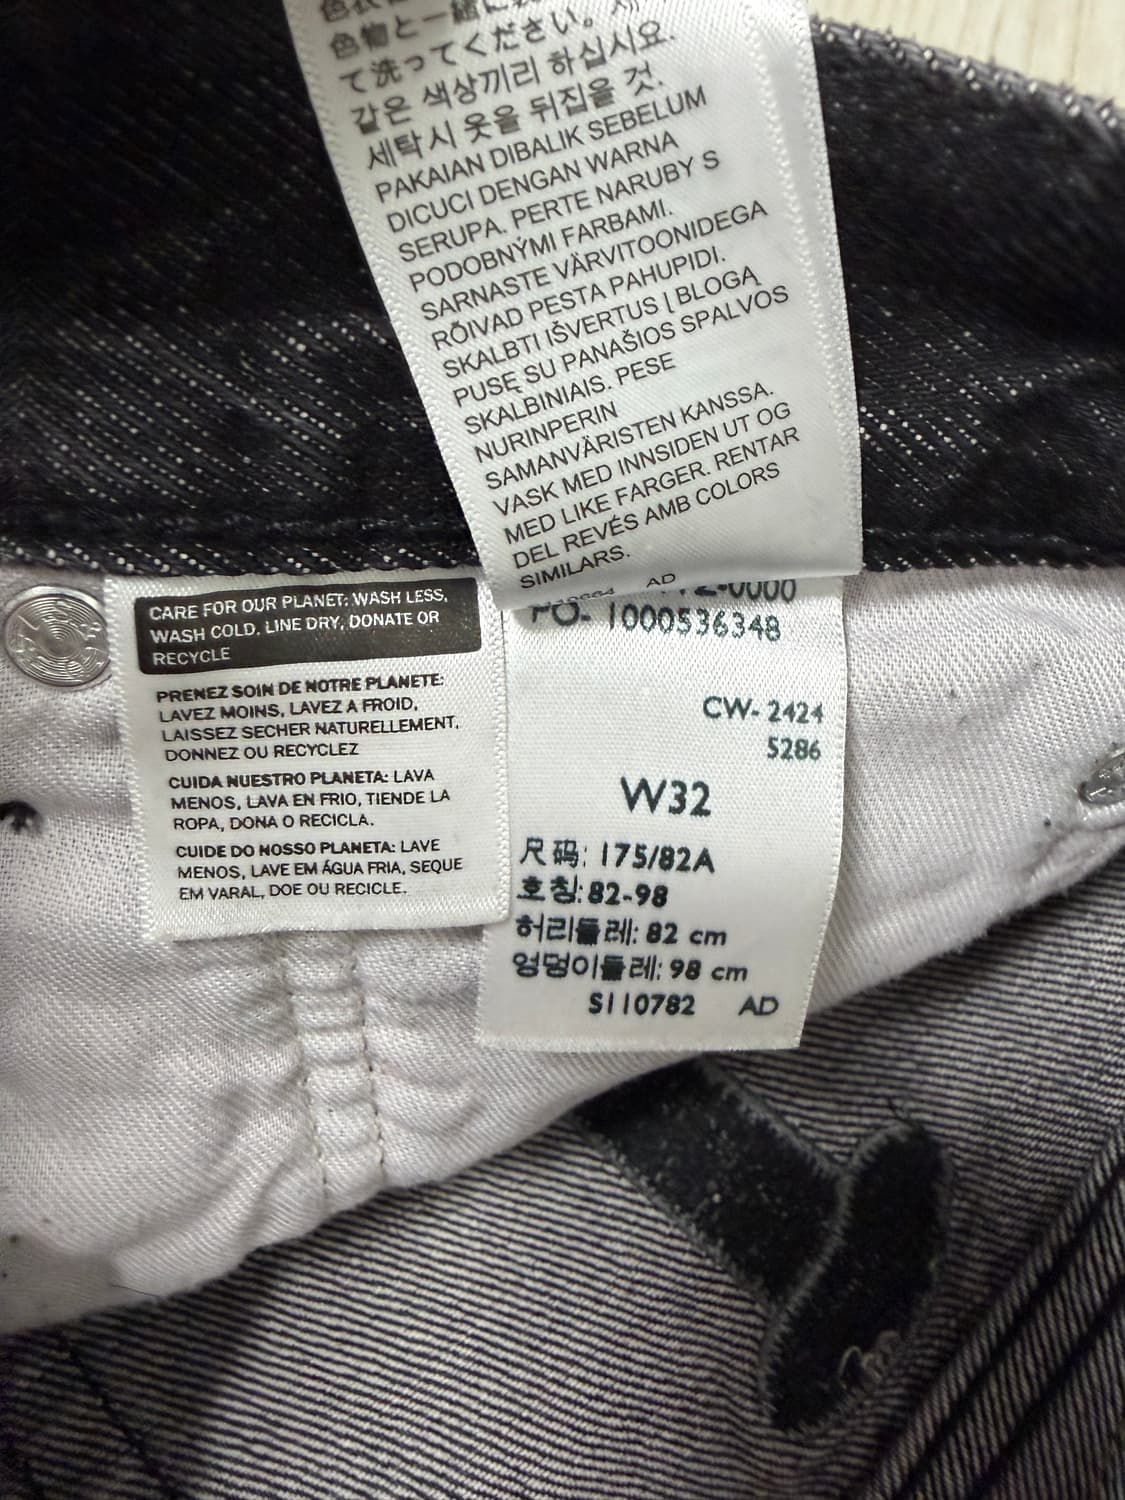 色物と一緒に
て洗ってください。
같은 색상끼리 하십시요.
세탁시 옷을 뒤집을 것.
PAKAIAN DIBALIK SEBELUM
DICUCI DENGAN WARNA
SERUPA. PERTE NARUBY S
PODOBNÝMI FARBAMI.
SARNASTE VÄRVITOONIDEGA
RÕIVAD PESTA PAHUPIDI.
SKALBTI IŠVERTUS Į BLOGĄ
PUSĘ SU PANAŠIOS SPALVOS
SKALBINIAIS. PESE
NURINPERIN
SAMANVÄRISTEN KANSSA.
VASK MED INNSIDEN UT OG
MED LIKE FARGER. RENTAR
DEL REVÉS AMB COLORS
SIMILARS.
AD
CARE FOR OUR PLANET: WASH LESS,
WASH COLD, LINE DRY, DONATE OR
RECYCLE
PRENEZ SOIN DE NOTRE PLANETE:
LAVEZ MOINS, LAVEZ A FROID,
LAISSEZ SECHER NATURELLEMENT,
DONNEZ OU RECYCLEZ
CUIDA NUESTRO PLANETA: LAVA
MENOS, LAVA EN FRIO, TIENDE LA
ROPA, DONA O RECICLA.
CUIDE DO NOSSO PLANETA: LAVE
MENOS, LAVE EM ÁGUA FRIA, SEQUE
EM VARAL, DOE OU RECICLE.
PO- 1000536348
CW- 2424
5286
W32
尺码: 175/82A
호칭: 82-98
허리둘레: 82 cm
엉덩이둘레: 98 cm
S110782 AD